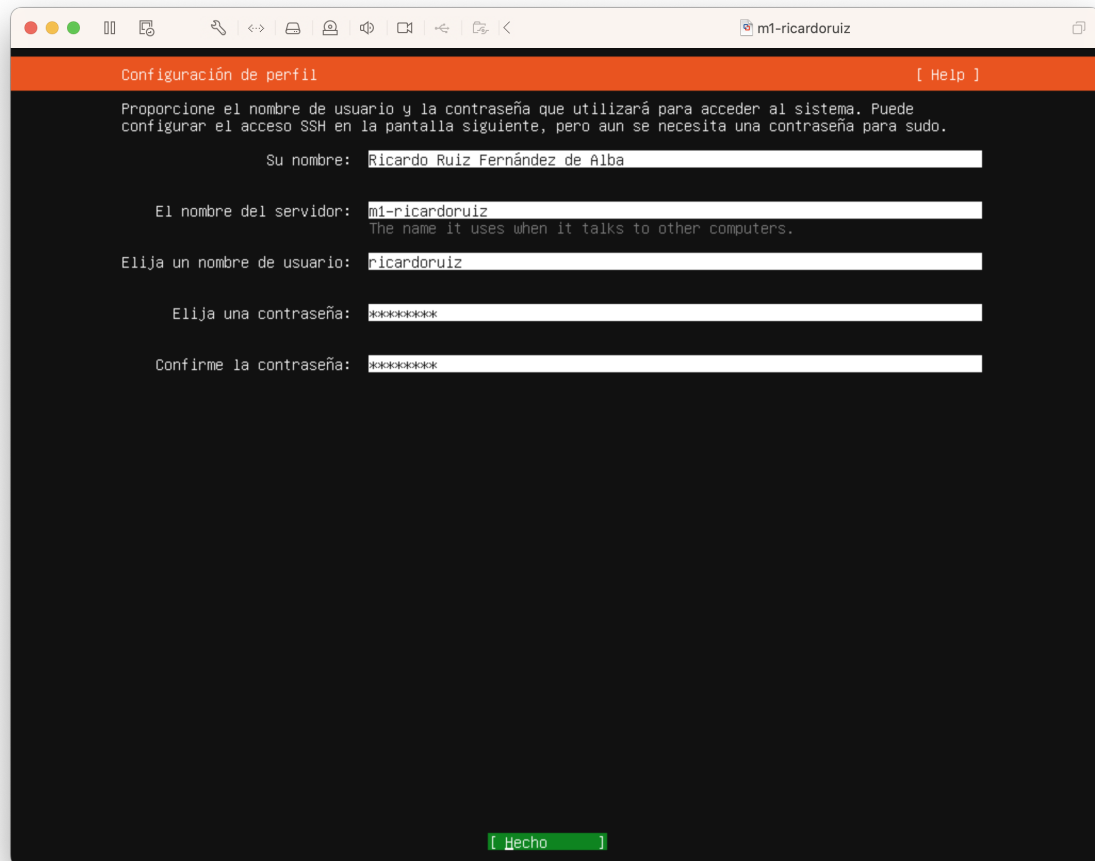 m1-ricardoruiz
Configuración de perfil [ Help ]
Proporcione el nombre de usuario y la contraseña que utilizará para acceder al sistema. Puede
configurar el acceso SSH en la pantalla siguiente, pero aun se necesita una contraseña para sudo.
Su nombre: Ricardo Ruiz Fernández de Alba
El nombre del servidor: m1-ricardoruiz
The name it uses when it talks to other computers.
Elija un nombre de usuario: ricardoruiz
Elija una contraseña: ********
Confirme la contraseña: ********
[ Hecho ]